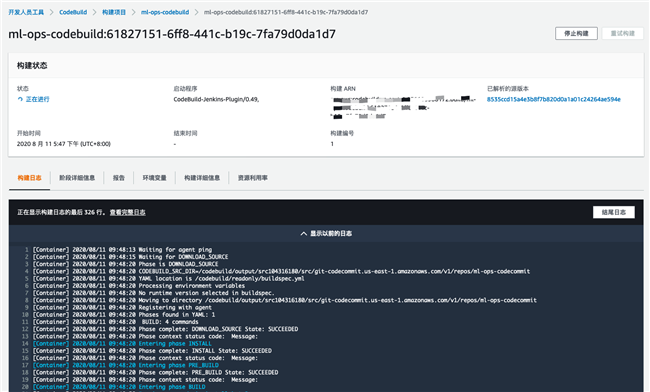 开发人员工具 > CodeBuild > 构建项目 > ml-ops-codebuild > ml-ops-codebuild:61827151-6ff8-441c-b19c-7fa79d0da1d7
ml-ops-codebuild:61827151-6ff8-441c-b19c-7fa79d0da1d7
停止构建 重试构建
构建状态
状态 启动程序 构建 ARN 已解析的源版本
正在进行 CodeBuild-Jenkins-Plugin/0.49, 8535ccd15a4e3b8f7b820d0a1a01c24264ae594e
开始时间 结束时间 构建编号
2020 8 月 11 5:47 下午 (UTC+8:00) - 1
构建日志 阶段详细信息 报告 环境变量 构建详细信息 资源利用率
正在显示构建日志的最后 326 行。 查看完整日志 结尾日志
显示以前的日志
1 [Container] 2020/08/11 09:48:13 Waiting for agent ping
2 [Container] 2020/08/11 09:48:15 Waiting for DOWNLOAD_SOURCE
3 [Container] 2020/08/11 09:48:20 Phase is DOWNLOAD_SOURCE
4 [Container] 2020/08/11 09:48:20 CODEBUILD_SRC_DIR=/codebuild/output/src104316180/src/git-codecommit.us-east-1.amazonaws.com/v1/repos/ml-ops-codecommit
5 [Container] 2020/08/11 09:48:20 YAML location is /codebuild/readonly/buildspec.yml
6 [Container] 2020/08/11 09:48:20 Processing environment variables
7 [Container] 2020/08/11 09:48:20 No runtime version selected in buildspec.
8 [Container] 2020/08/11 09:48:20 Moving to directory /codebuild/output/src104316180/src/git-codecommit.us-east-1.amazonaws.com/v1/repos/ml-ops-codecommit
9 [Container] 2020/08/11 09:48:20 Registering with agent
10 [Container] 2020/08/11 09:48:20 Phases found in YAML: 1
11 [Container] 2020/08/11 09:48:20 BUILD: 4 commands
12 [Container] 2020/08/11 09:48:20 Phase complete: DOWNLOAD_SOURCE State: SUCCEEDED
13 [Container] 2020/08/11 09:48:20 Phase context status code: Message:
14 [Container] 2020/08/11 09:48:20 Entering phase INSTALL
15 [Container] 2020/08/11 09:48:20 Phase complete: INSTALL State: SUCCEEDED
16 [Container] 2020/08/11 09:48:20 Phase context status code: Message:
17 [Container] 2020/08/11 09:48:20 Entering phase PRE_BUILD
18 [Container] 2020/08/11 09:48:20 Phase complete: PRE_BUILD State: SUCCEEDED
19 [Container] 2020/08/11 09:48:20 Phase context status code: Message:
20 [Container] 2020/08/11 09:48:20 Entering phase BUILD